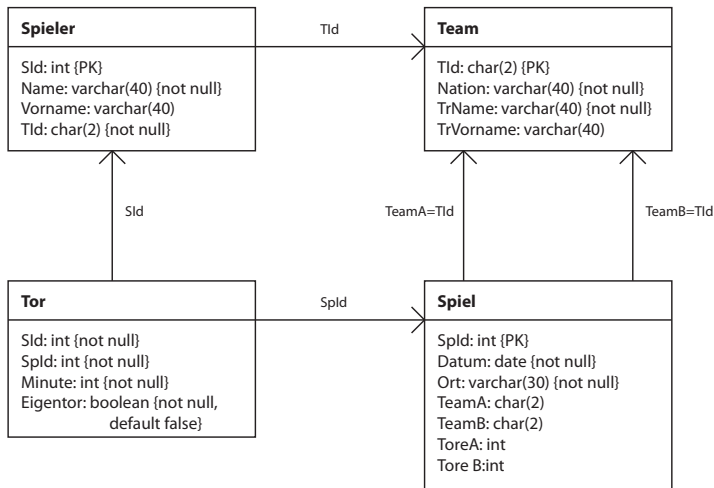 Spieler
SId: int {PK}
Name: varchar(40) {not null}
Vorname: varchar(40)
TId: char(2) {not null}
TId
Team
TId: char(2) {PK}
Nation: varchar(40) {not null}
TrName: varchar(40) {not null}
TrVorname: varchar(40)
SId
TeamA=TId
TeamB=TId
Tor
SId: int {not null}
SpId: int {not null}
Minute: int {not null}
Eigentor: boolean {not null,
default false}
SpId
Spiel
SpId: int {PK}
Datum: date {not null}
Ort: varchar(30) {not null}
TeamA: char(2)
TeamB: char(2)
ToreA: int
Tore B:int